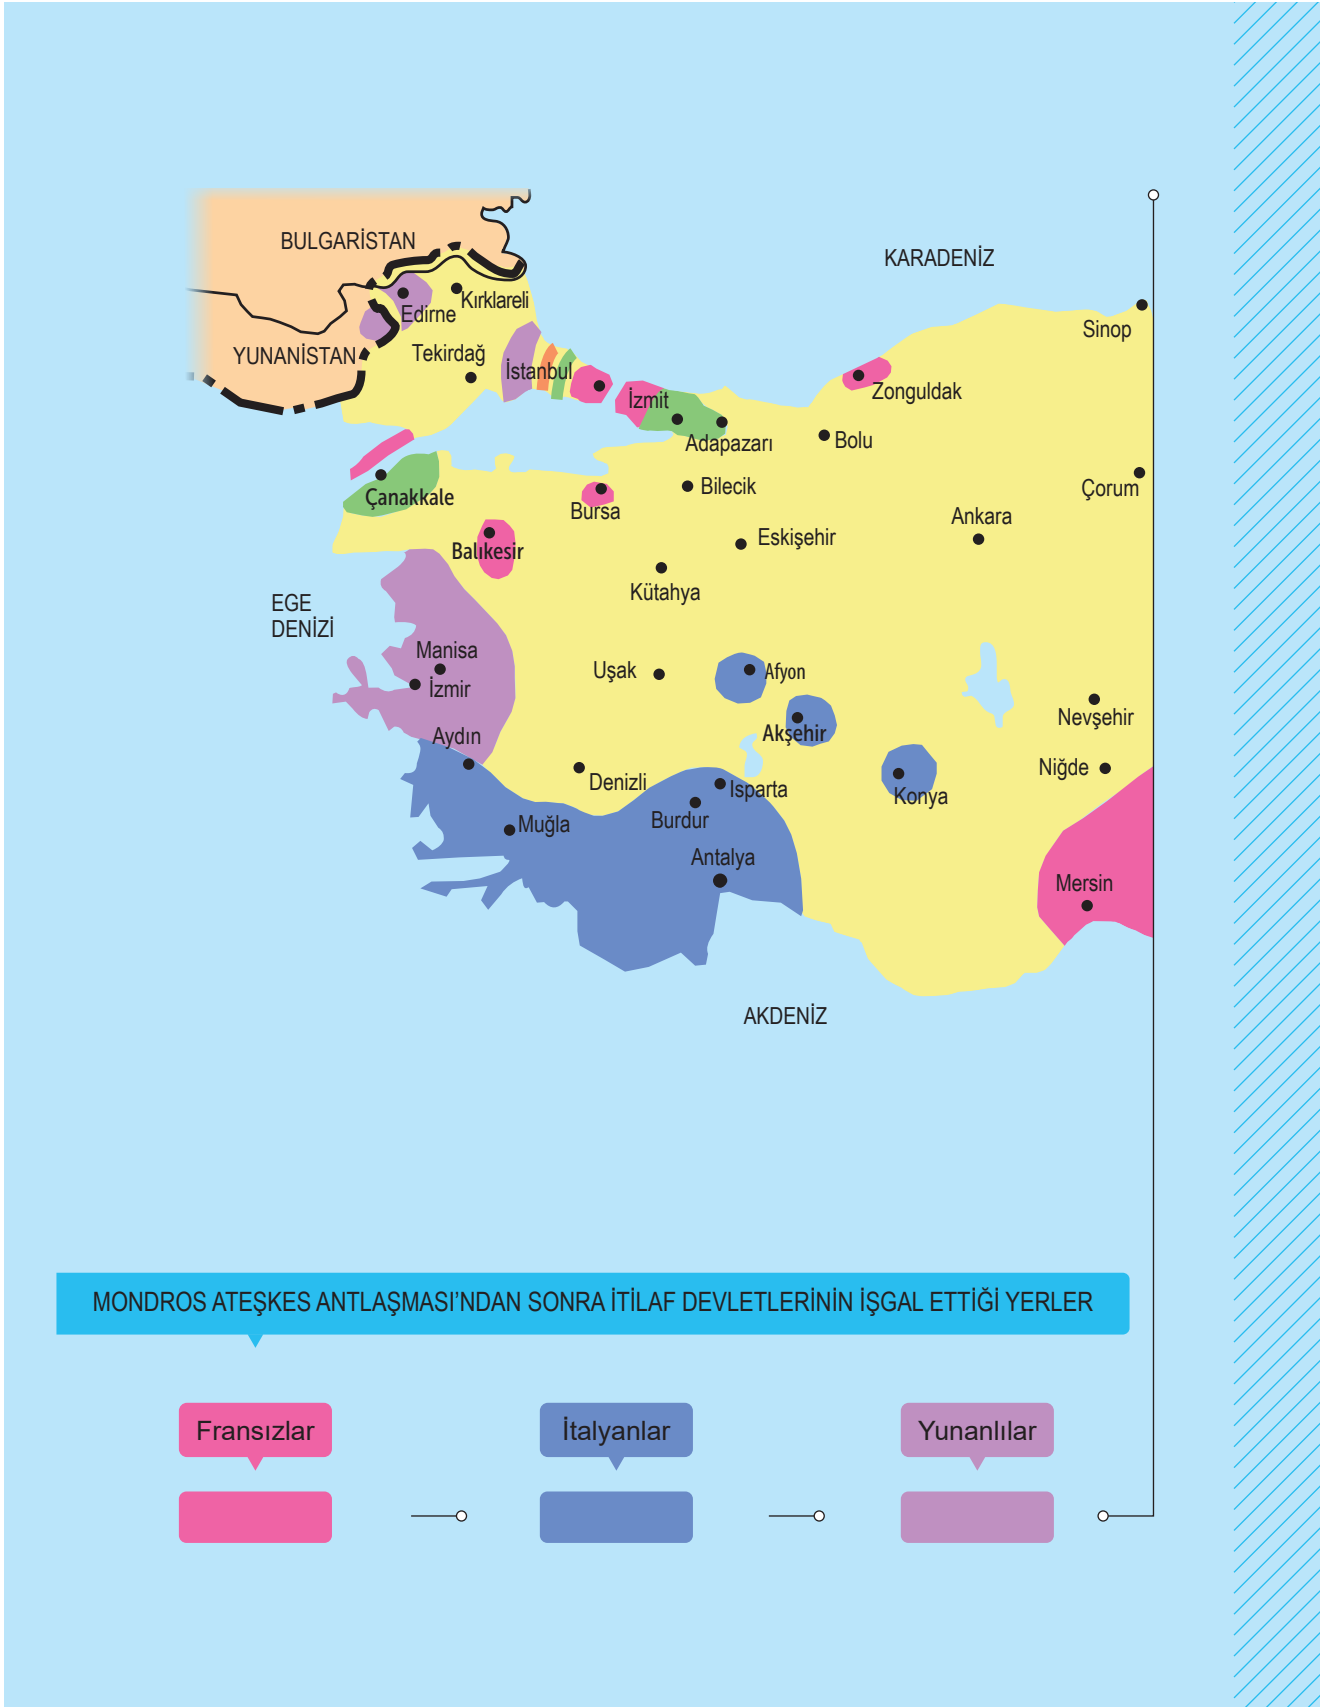 BULGARİSTAN
KARADENİZ
Kırklareli
Edirne
Sinop
YUNANİSTAN
Tekirdağ
İstanbul
Zonguldak
İzmit
Adapazarı
Bolu
Çanakkale
Bilecik
Çorum
Bursa
Ankara
Eskişehir
Balıkesir
Kütahya
EGE
DENİZİ
Manisa
Uşak
Afyon
İzmir
Nevşehir
Aydın
Akşehir
Niğde
Denizli
Isparta
Konya
Muğla
Burdur
Antalya
Mersin
AKDENİZ
MONDROS ATEŞKES ANTLAŞMASI’NDAN SONRA İTİLAF DEVLETLERİNİN İŞGAL ETTİĞİ YERLER
Fransızlar
İtalyanlar
Yunanlılar